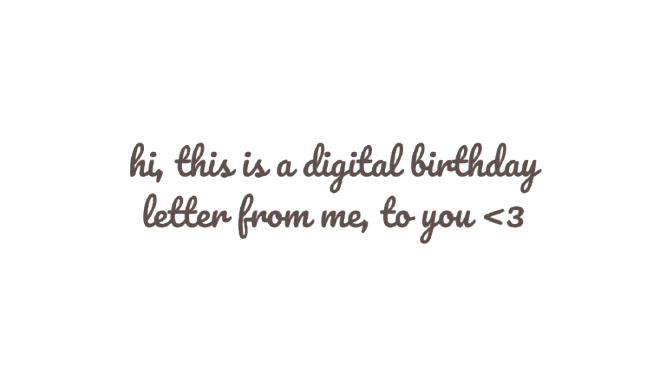 hi, this is a digital birthday
letter from me, to you <3